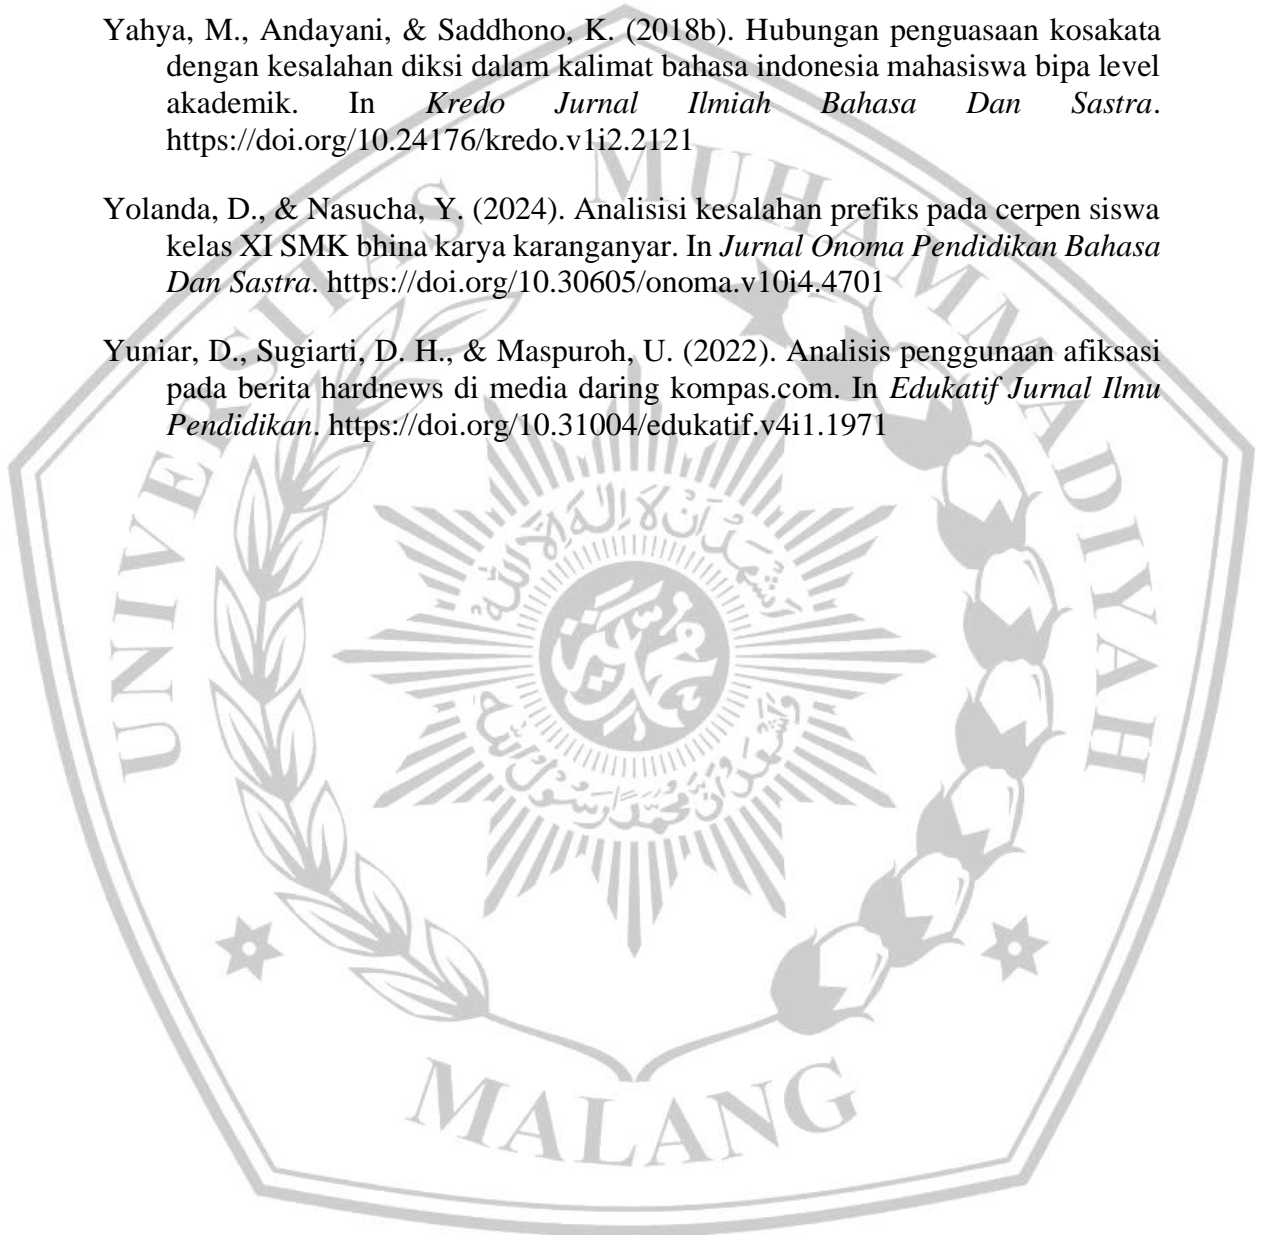 Yahya, M., Andayani, & Saddhono, K. (2018b). Hubungan penguasaan kosakata
dengan kesalahan diksi dalam kalimat bahasa indonesia mahasiswa bipa level
akademik. In Kredo Jurnal Ilmiah Bahasa Dan Sastra.
https://doi.org/10.24176/kredo.v1i2.2121
Yolanda, D., & Nasucha, Y. (2024). Analisisi kesalahan prefiks pada cerpen siswa
kelas XI SMK bhina karya karanganyar. In Jurnal Onoma Pendidikan Bahasa
Dan Sastra. https://doi.org/10.30605/onoma.v10i4.4701
Yuniar, D., Sugiarti, D. H., & Maspuroh, U. (2022). Analisis penggunaan afiksasi
pada berita hardnews di media daring kompas.com. In Edukatif Jurnal Ilmu
Pendidikan. https://doi.org/10.31004/edukatif.v4i1.1971
UNIVERSITAS MUHAMMADIYAH
MALANG